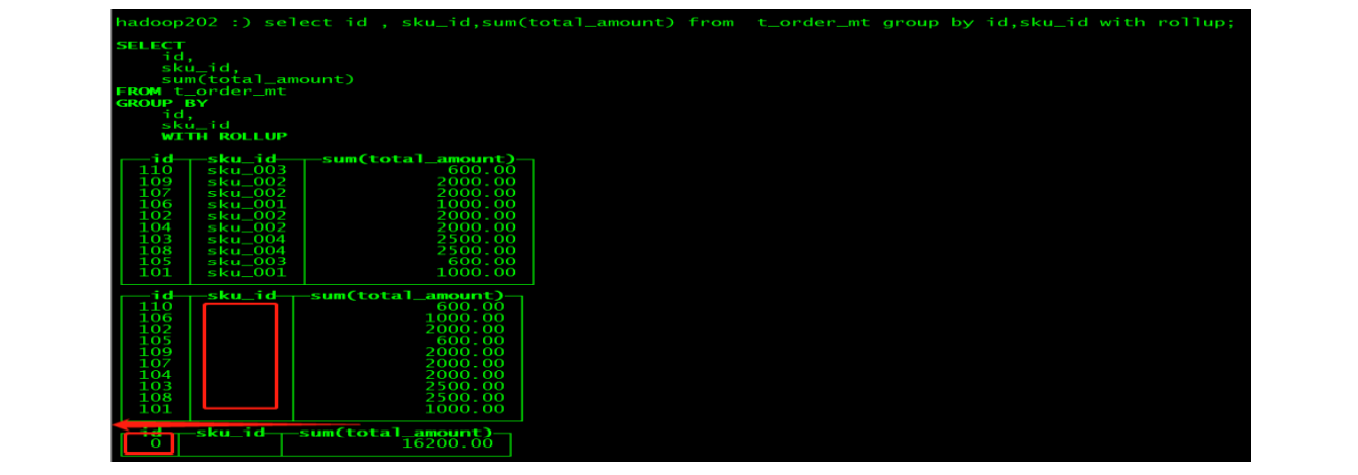 hadoop202 :) select id , sku_id,sum(total_amount) from  t_order_mt group by id,sku_id with rollup;
SELECT
id,
sku_id,
sum(total_amount)
FROM t_order_mt
GROUP BY
id,
sku_id
WITH ROLLUP
id sku_id sum(total_amount)
110 sku_003 600.00
109 sku_002 2000.00
107 sku_002 2000.00
106 sku_001 1000.00
102 sku_002 2000.00
104 sku_002 2000.00
103 sku_004 2500.00
108 sku_004 2500.00
105 sku_003 600.00
101 sku_001 1000.00
id sku_id sum(total_amount)
110 600.00
106 1000.00
102 2000.00
105 600.00
109 2000.00
107 2000.00
104 2000.00
103 2500.00
108 2500.00
101 1000.00
id sku_id sum(total_amount)
0 16200.00